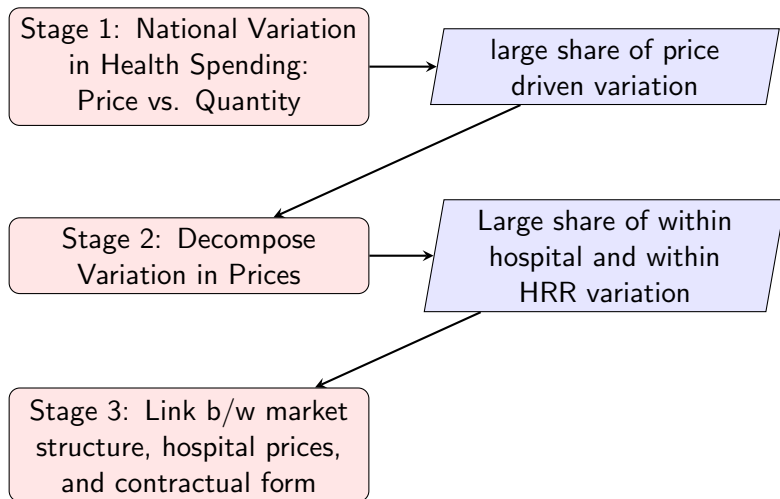 Stage 1: National Variation
in Health Spending:
Price vs. Quantity
large share of price
driven variation
Stage 2: Decompose
Variation in Prices
Large share of within
hospital and within
HRR variation
Stage 3: Link b/w market
structure, hospital prices,
and contractual form